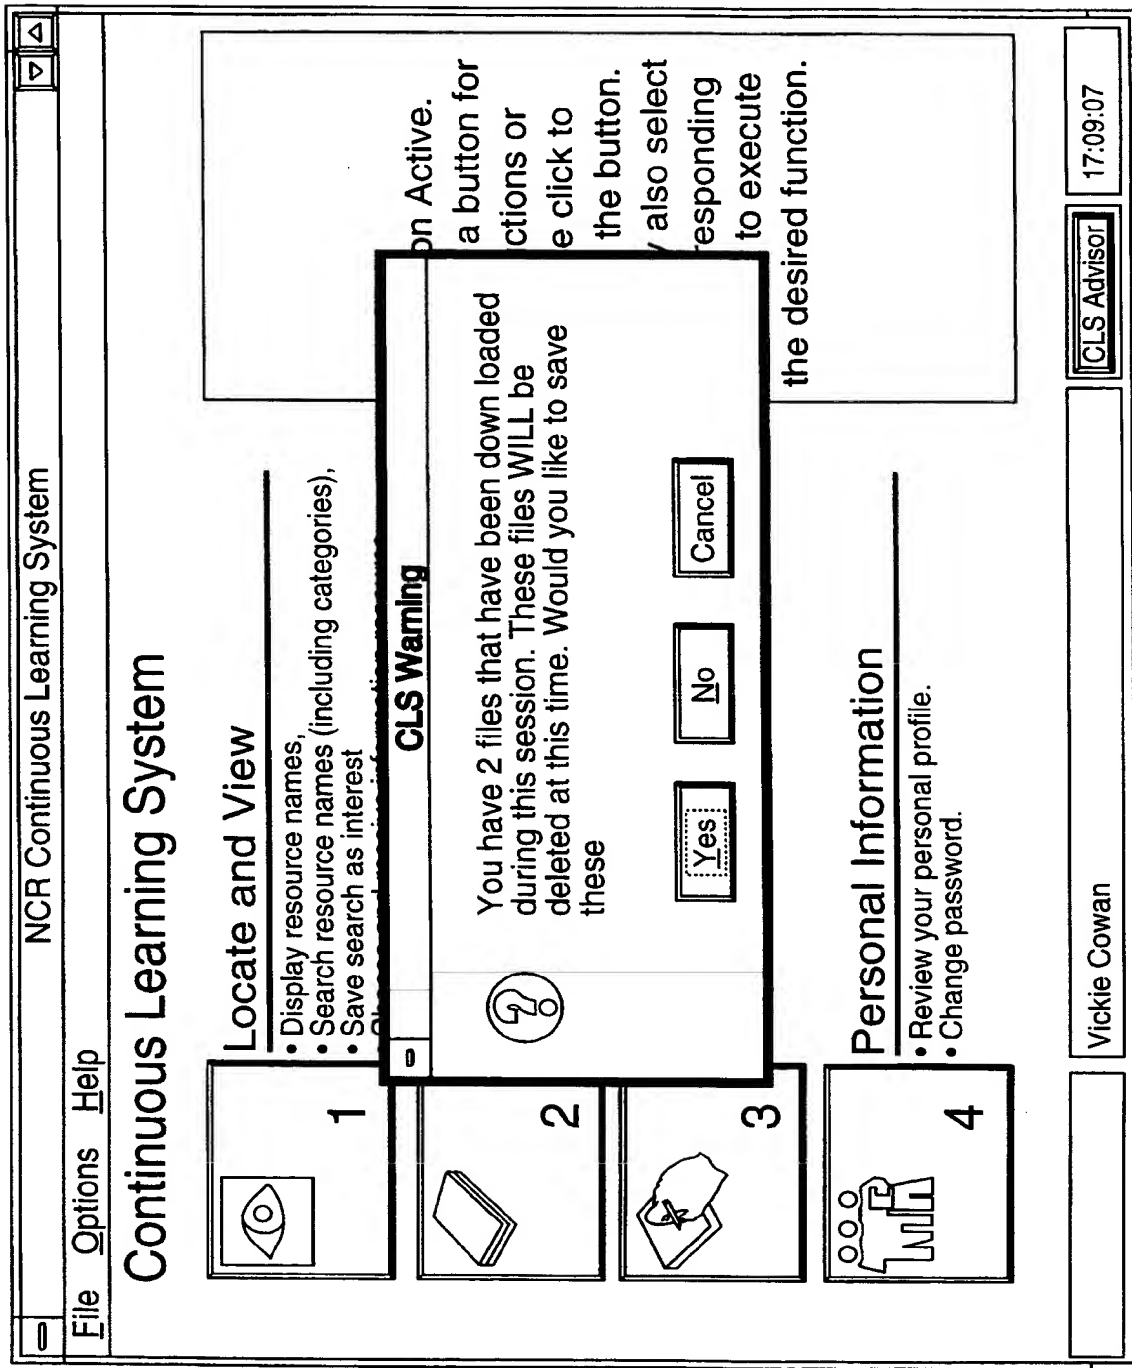 NCR Continuous Learning System
File Options Help
Continuous Learning System
1
Locate and View
• Display resource names,
• Search resource names (including categories),
• Save search as interest
on Active.
a button for
ctions or
e click to
the button.
also select
responding
to execute
the desired function.
CLS Warning
You have 2 files that have been down loaded
during this session. These files WILL be
deleted at this time. Would you like to save
these
Yes No Cancel
2
3
4
Personal Information
• Review your personal profile.
• Change password.
Vickie Cowan CLS Advisor 17:09:07